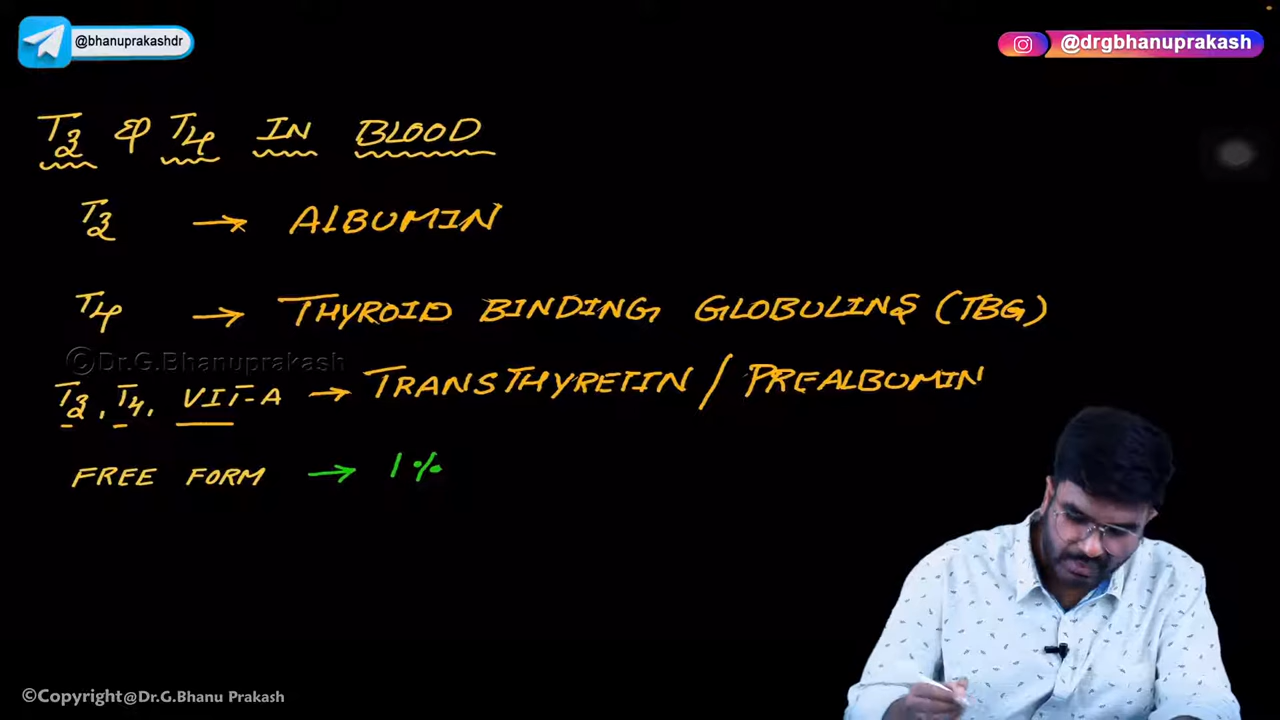 @bhanuprakashdr
@drgbhanuprakash
T3 & T4 IN BLOOD
T3 → ALBUMIN
T4 → THYROID BINDING GLOBULINS (TBG)
©Dr.G.Bhanuprakash
T3, T4, VIT-A → TRANSTHYRETIN / PREALBUMIN
FREE FORM → 1%
©Copyright@Dr.G.Bhanu Prakash